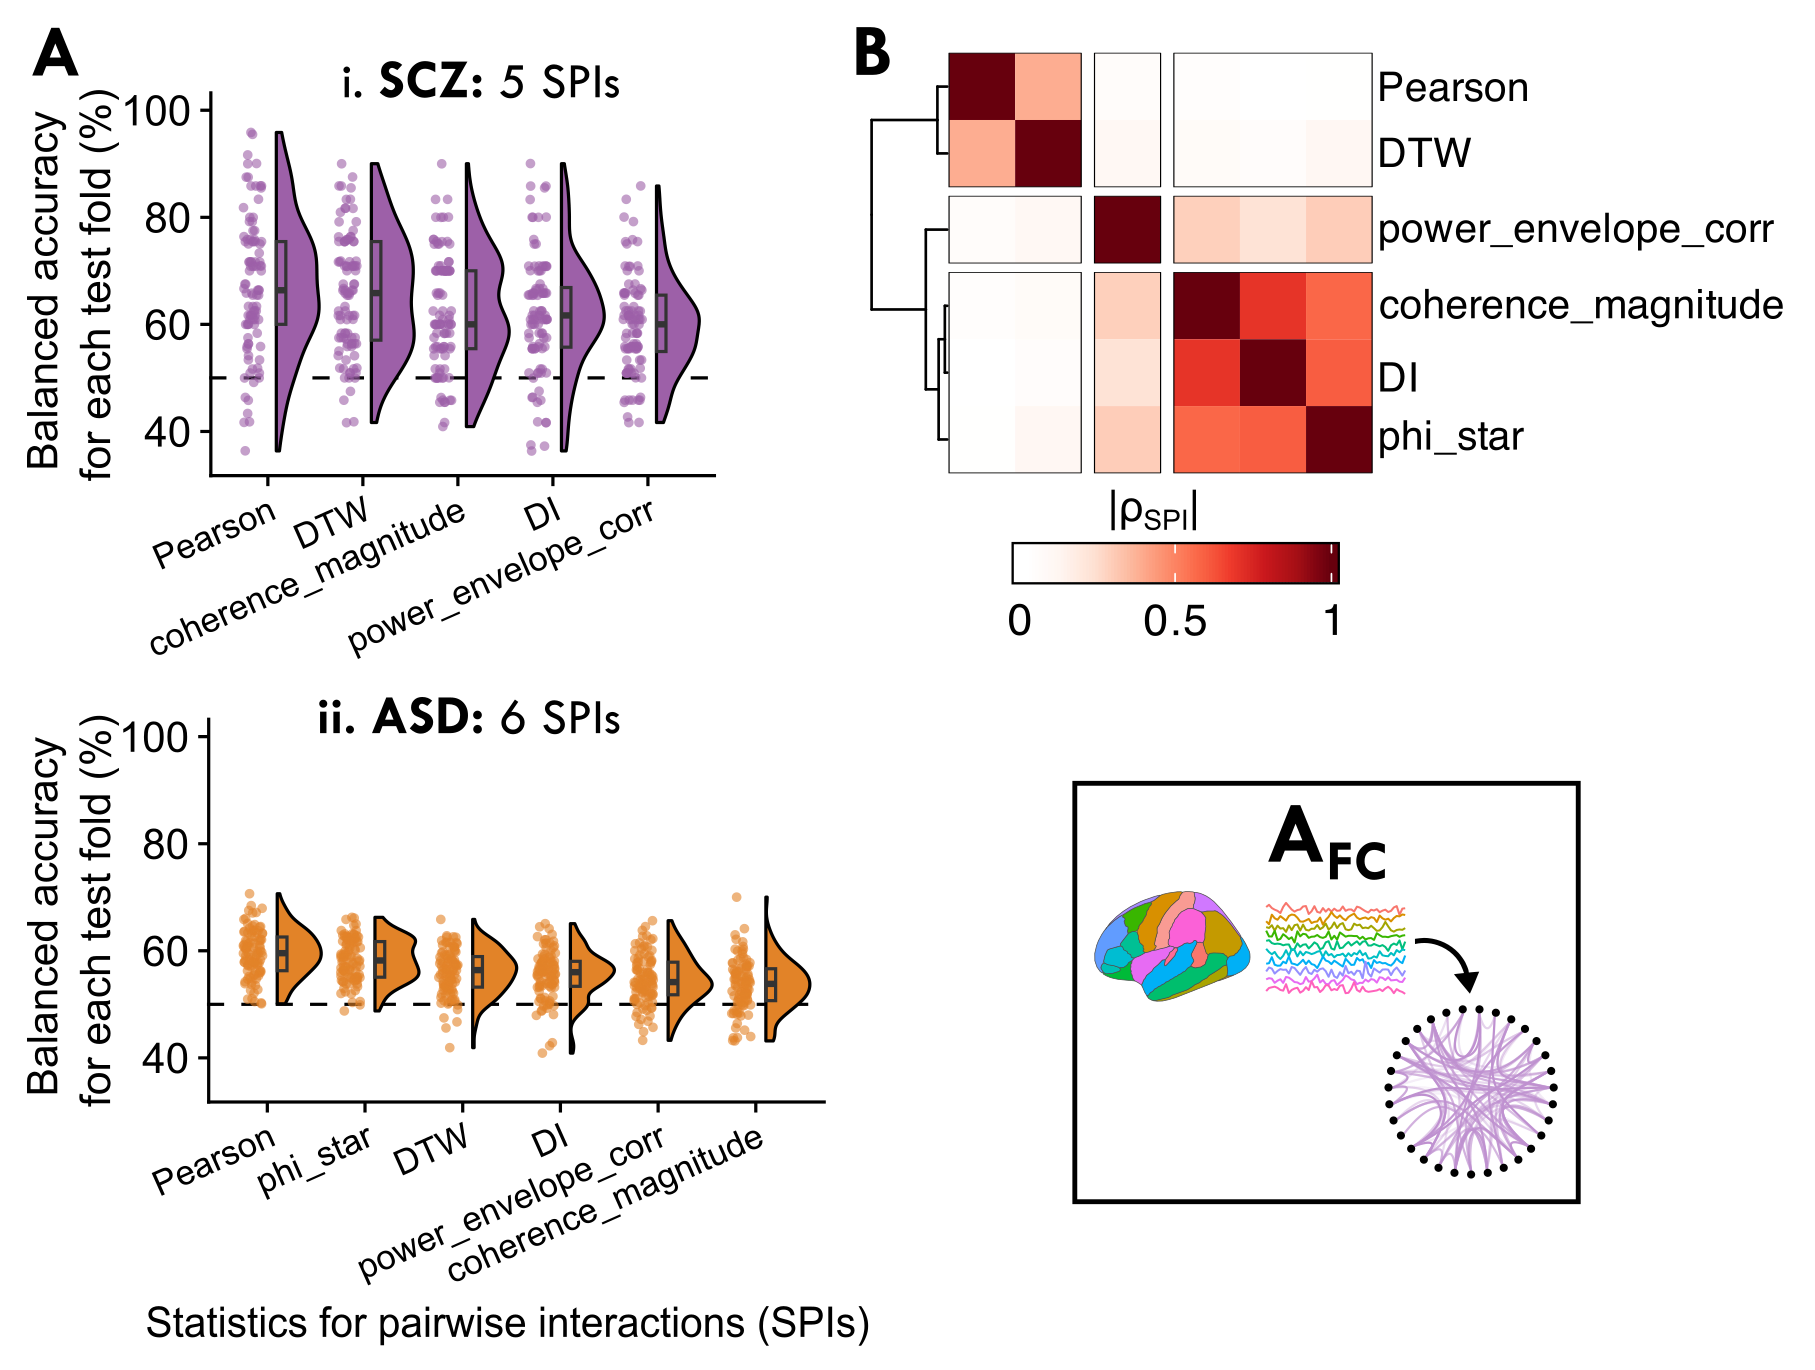 A
i. SCZ: 5 SPIs
Balanced accuracy
for each test fold (%)
100
80
60
40
Pearson
DTW
coherence_magnitude
DI
power_envelope_corr
ii. ASD: 6 SPIs
Balanced accuracy
for each test fold (%)
100
80
60
40
Pearson
phi_star
DTW
DI
power_envelope_corr
coherence_magnitude
Statistics for pairwise interactions (SPIs)
B
Pearson
DTW
power_envelope_corr
coherence_magnitude
DI
phi_star
|ρSPI|
0 0.5 1
AFC